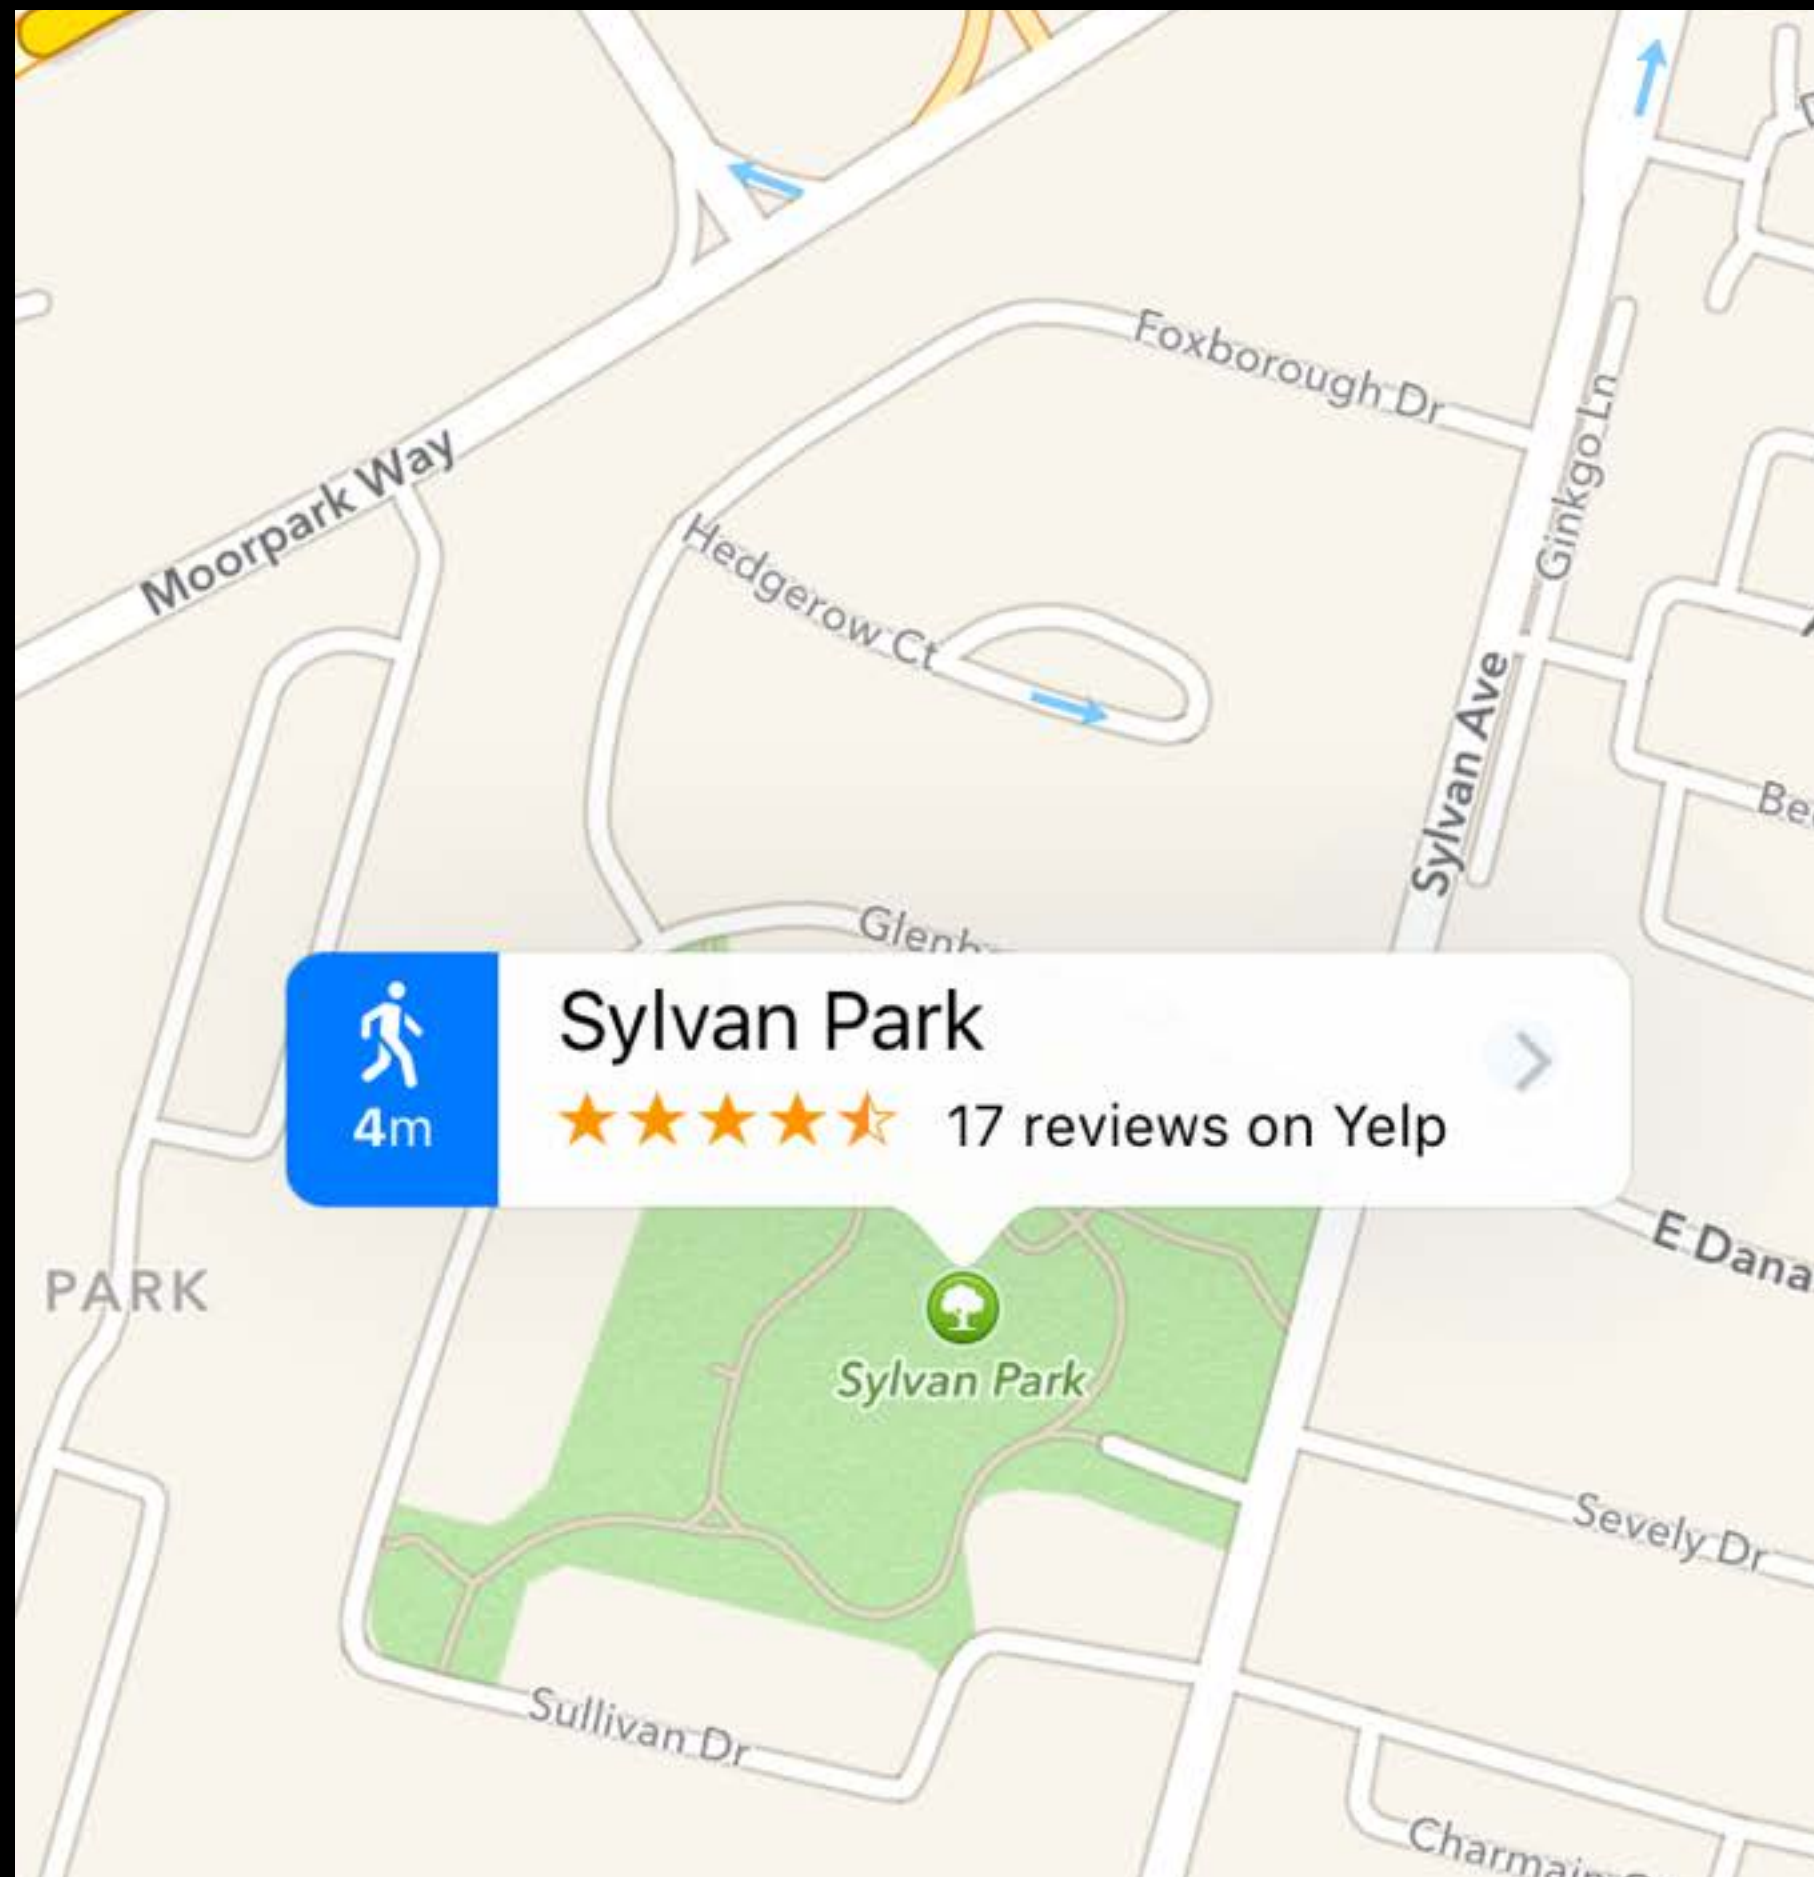 Foxborough Dr
Ginkgo Ln
Moorpark Way
Hedgerow Ct
Sylvan Ave
Sylvan Park
17 reviews on Yelp
4m
E Dana
PARK
Sylvan Park
Sevely Dr
Sullivan Dr